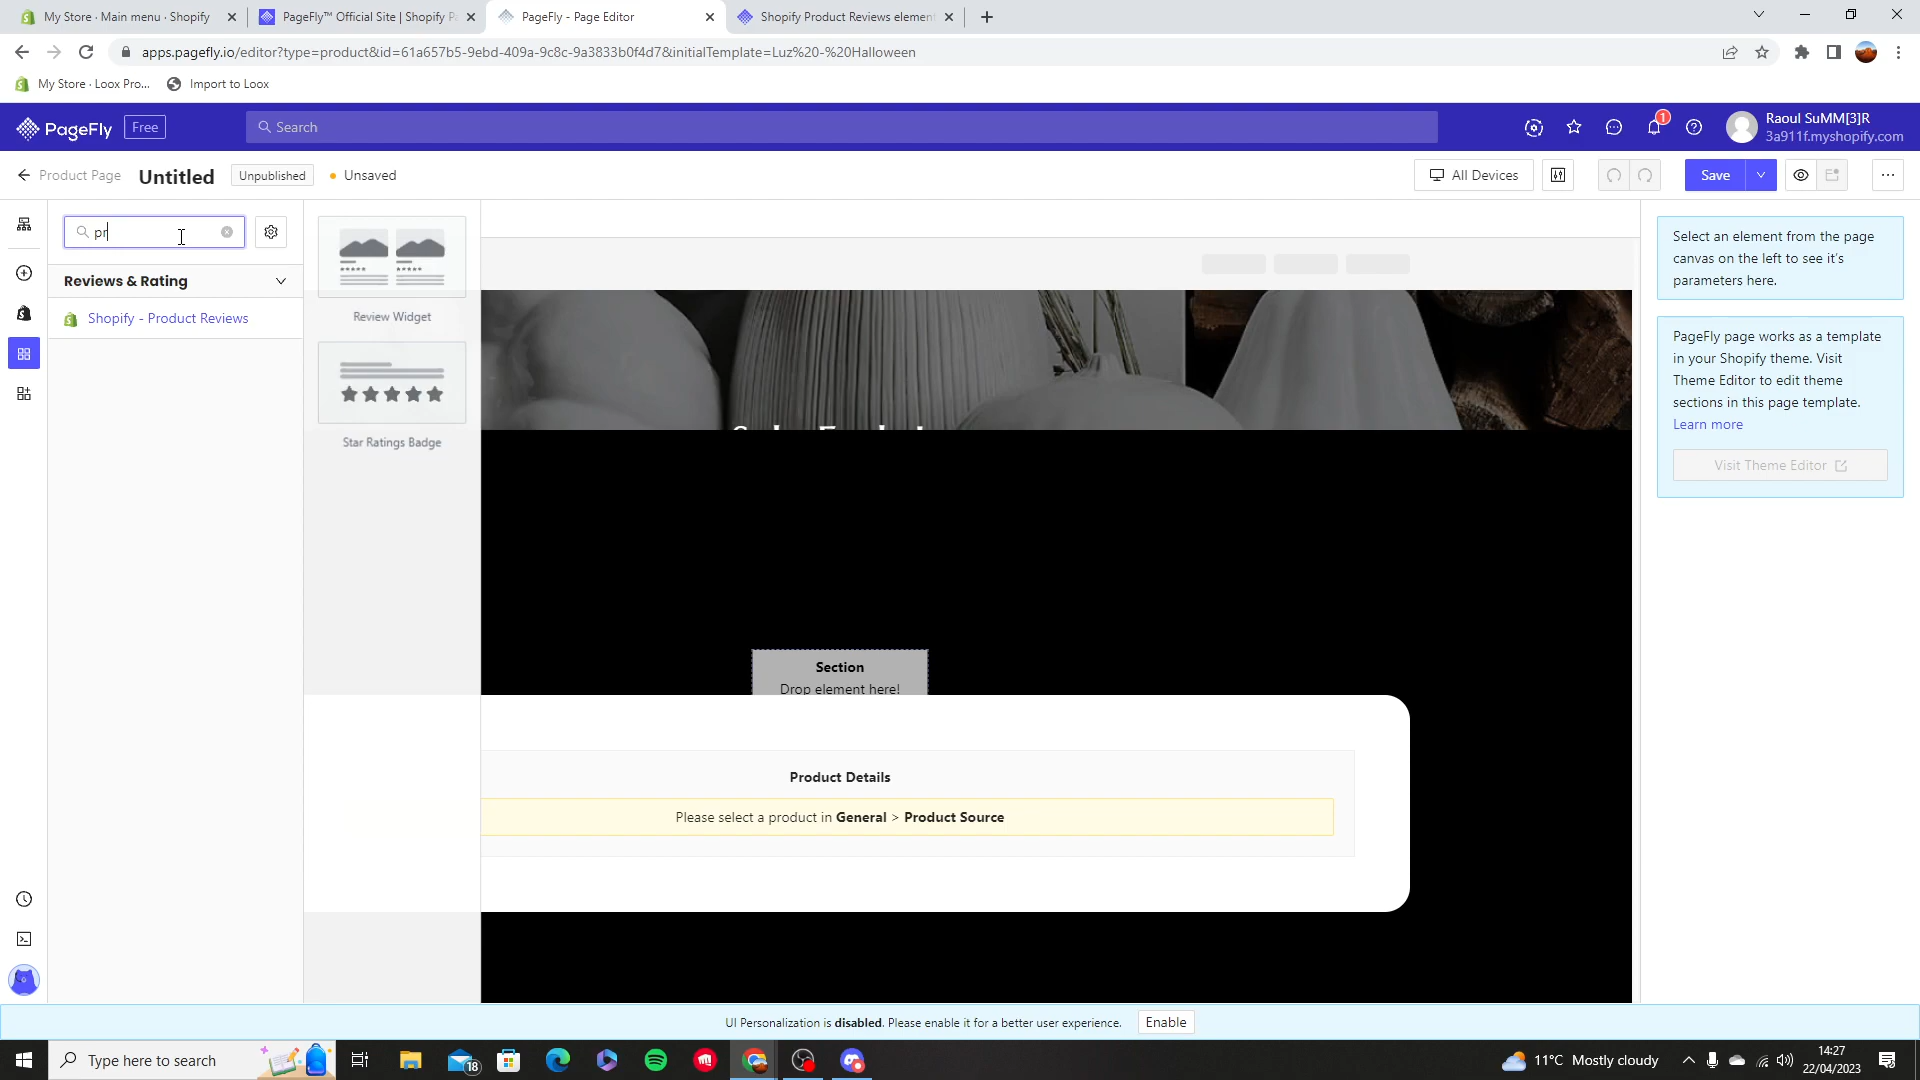 My Store - Main menu · Shopify
PageFly™ Official Site | Shopify P
PageFly - Page Editor
Shopify Product Reviews element
apps.pagefly.io/editor?type=product&id=61a657b5-9ebd-409a-9c8c-9a3833b0f4d7&initialTemplate=Luz%20-%20Halloween
My Store · Loox Pro...
Import to Loox
PageFly
Free
Search
1
Raoul SuMM[3]R
3a911f.myshopify.com
Product Page
Untitled
Unpublished
Unsaved
All Devices
Save
pr
Reviews & Rating
Shopify - Product Reviews
Review Widget
Star Ratings Badge
Section
Drop element here!
Product Details
Please select a product in General > Product Source
Select an element from the page
canvas on the left to see it's
parameters here.
PageFly page works as a template
in your Shopify theme. Visit
Theme Editor to edit theme
sections in this page template.
Learn more
Visit Theme Editor
UI Personalization is disabled. Please enable it for a better user experience.
Enable
Type here to search
18
11°C Mostly cloudy
14:27
22/04/2023